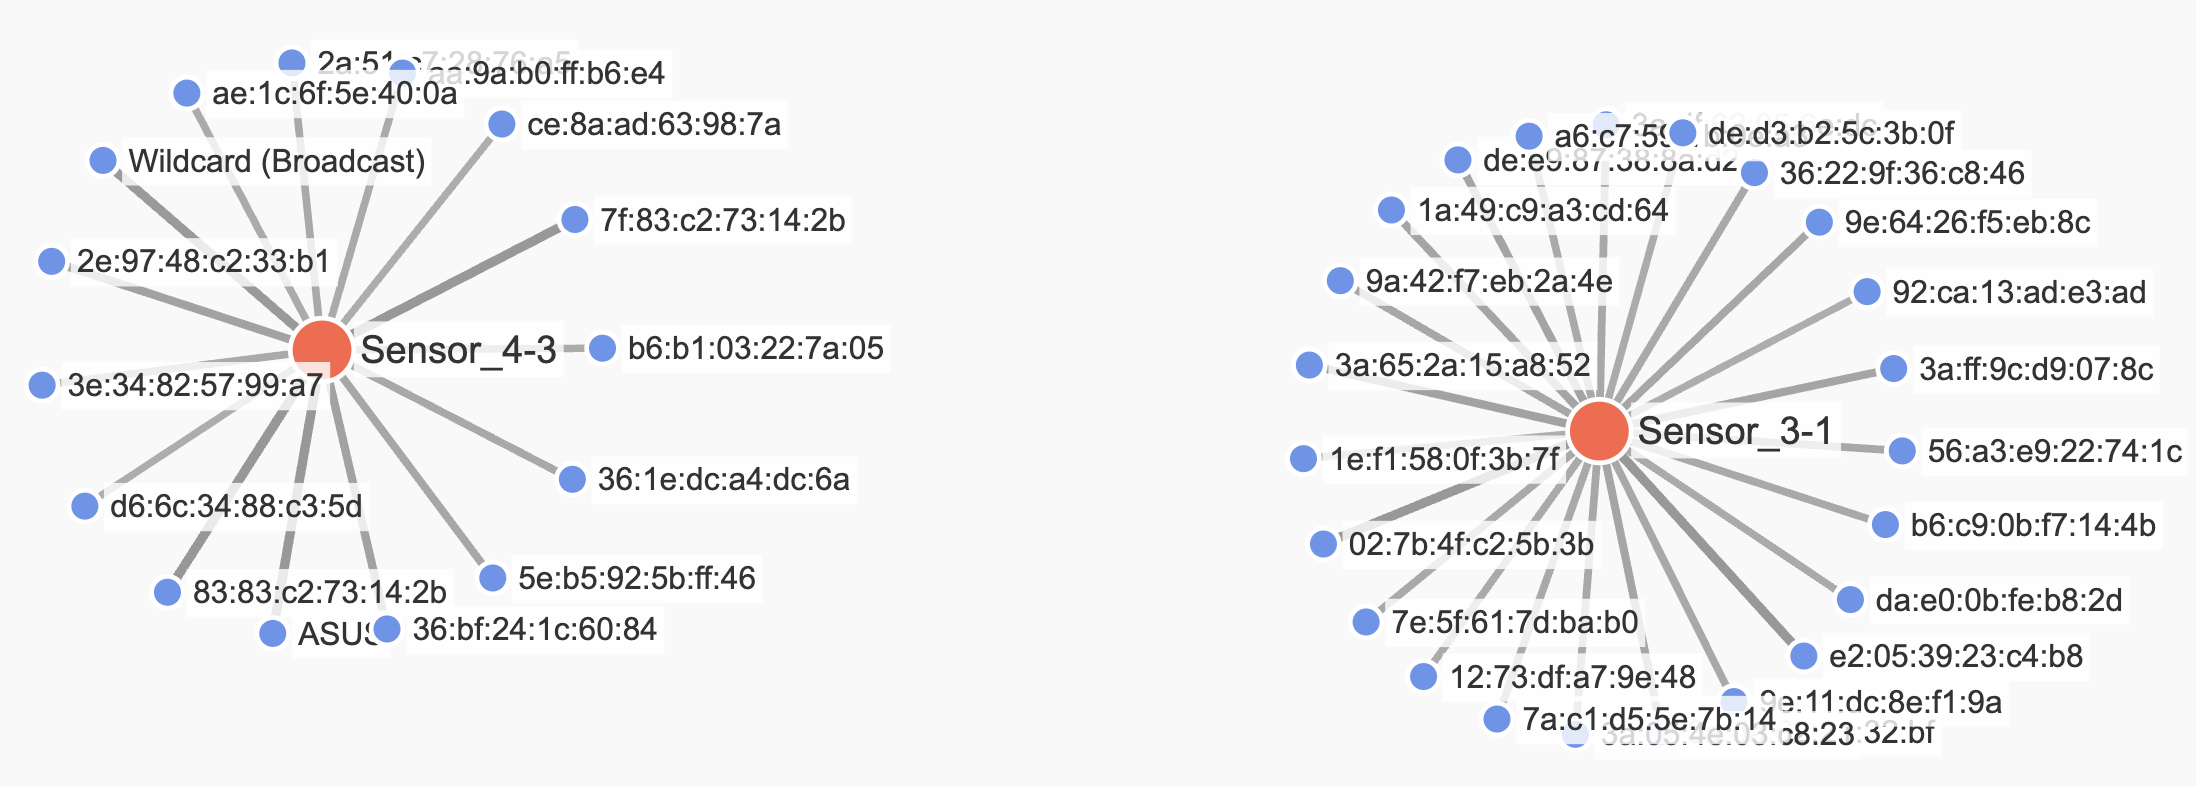 2a:51
aa:9a:b0:ff:b6:e4
ae:1c:6f:5e:40:0a
ce:8a:ad:63:98:7a
Wildcard (Broadcast)
7f:83:c2:73:14:2b
2e:97:48:c2:33:b1
Sensor_4-3
b6:b1:03:22:7a:05
3e:34:82:57:99:a7
36:1e:dc:a4:dc:6a
d6:6c:34:88:c3:5d
5e:b5:92:5b:ff:46
83:83:c2:73:14:2b
ASUS
36:bf:24:1c:60:84
a6:c7:59
de:d3:b2:5c:3b:0f
de:e9:87:38:8a:d2
36:22:9f:36:c8:46
1a:49:c9:a3:cd:64
9e:64:26:f5:eb:8c
9a:42:f7:eb:2a:4e
92:ca:13:ad:e3:ad
3a:65:2a:15:a8:52
3a:ff:9c:d9:07:8c
Sensor_3-1
1e:f1:58:0f:3b:7f
56:a3:e9:22:74:1c
02:7b:4f:c2:5b:3b
b6:c9:0b:f7:14:4b
7e:5f:61:7d:ba:b0
da:e0:0b:fe:b8:2d
12:73:df:a7:9e:48
e2:05:39:23:c4:b8
9e:11:dc:8e:f1:9a
7a:c1:d5:5e:7b:14
c8:23
:32:bf